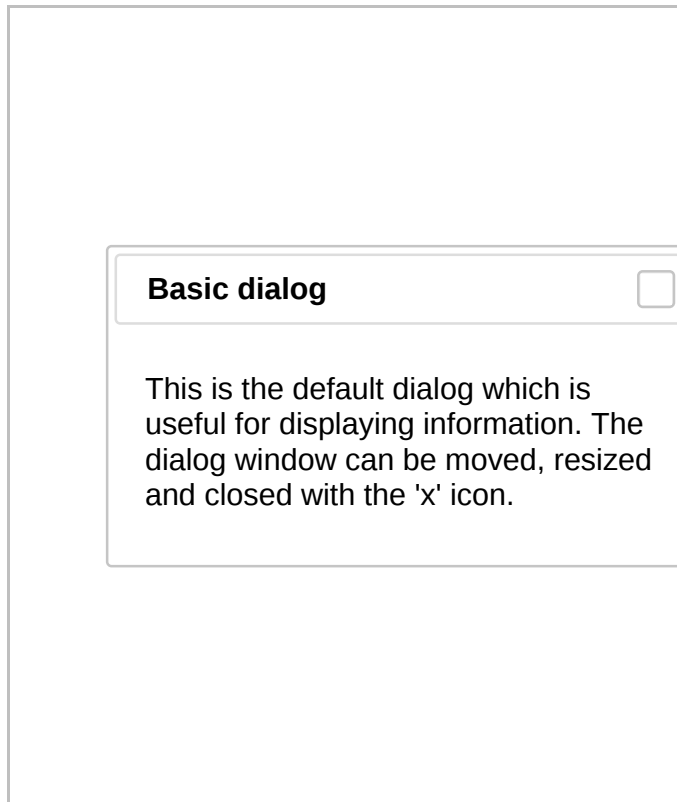 Basic dialog
This is the default dialog which is
useful for displaying information. The
dialog window can be moved, resized
and closed with the 'x' icon.